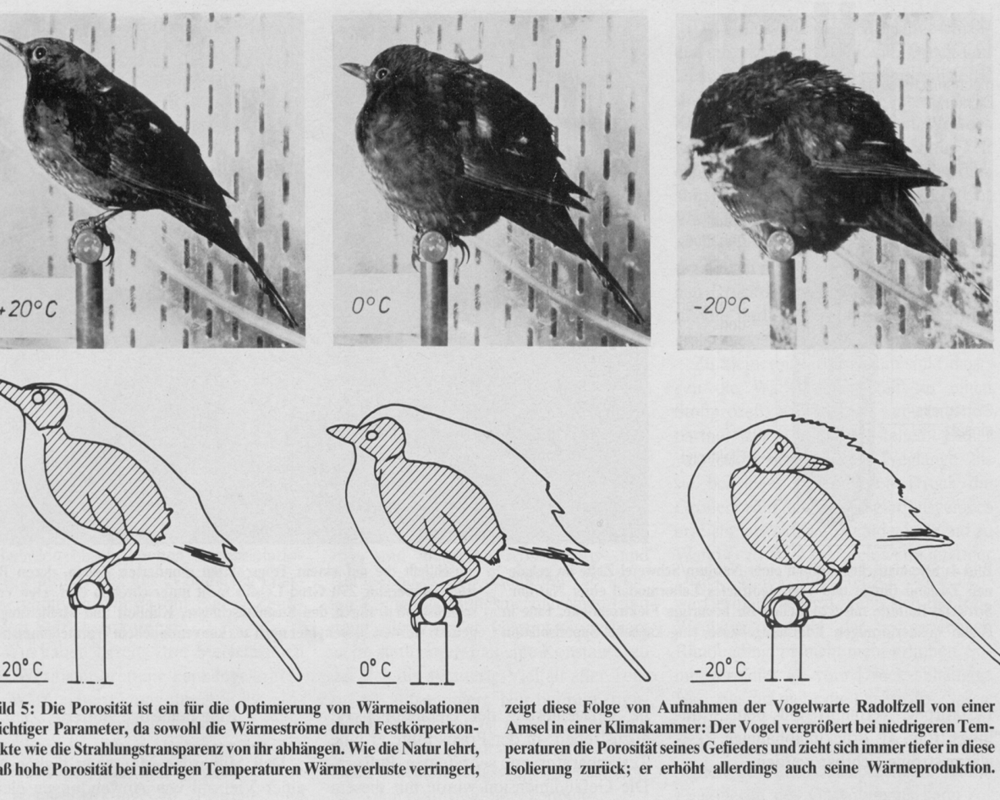 +20°C
0°C
-20°C
20°C
0°C
-20°C
ild 5: Die Porosität ist ein für die Optimierung von Wärmeisolationen
ichtiger Parameter, da sowohl die Wärmeströme durch Festkörperkon-
kte wie die Strahlungstransparenz von ihr abhängen. Wie die Natur lehrt,
aß hohe Porosität bei niedrigen Temperaturen Wärmeverluste verringert,
zeigt diese Folge von Aufnahmen der Vogelwarte Radolfzell von einer
Amsel in einer Klimakammer: Der Vogel vergrößert bei niedrigeren Tem-
peraturen die Porosität seines Gefieders und zieht sich immer tiefer in diese
Isolierung zurück; er erhöht allerdings auch seine Wärmeproduktion.